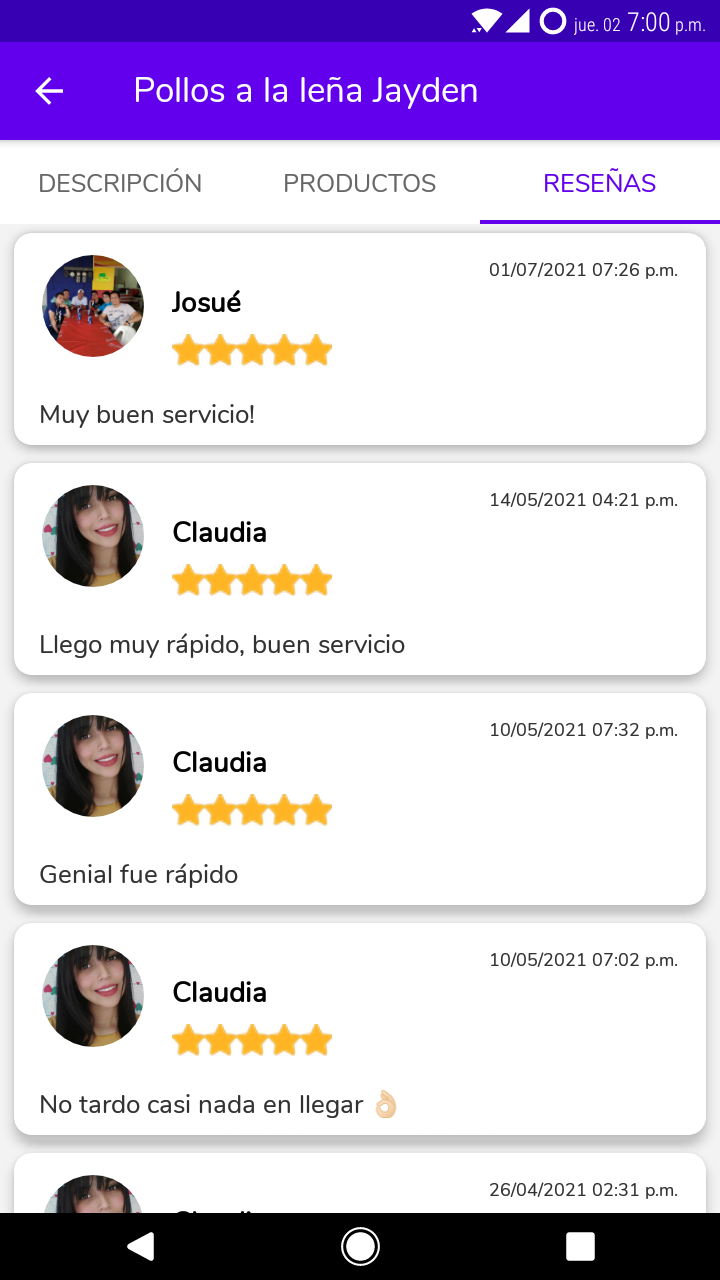 jue. 02 7:00 p.m.
Pollos a la leña Jayden
DESCRIPCIÓN PRODUCTOS RESEÑAS
01/07/2021 07:26 p.m.
Josué
Muy buen servicio!
14/05/2021 04:21 p.m.
Claudia
Llego muy rápido, buen servicio
10/05/2021 07:32 p.m.
Claudia
Genial fue rápido
10/05/2021 07:02 p.m.
Claudia
No tardo casi nada en llegar 👌🏻
26/04/2021 02:31 p.m.